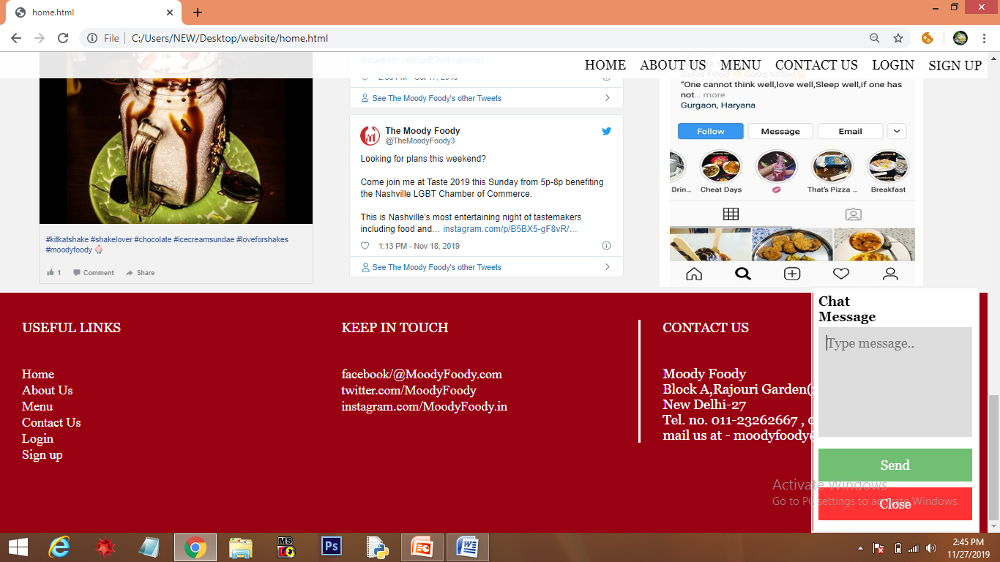 home.html
File
C:/Users/NEW/Desktop/website/home.html
HOME ABOUT US MENU CONTACT US LOGIN SIGN UP
#kitkatshake #shakelover #chocolate #icecreamsundae #loveforshakes
#moodyfoody
1 Comment Share
instagram.com/p/B3vHwqHlvxq/...
See The Moody Foody's other Tweets
The Moody Foody
@TheMoodyFoody3
Looking for plans this weekend?
Come join me at Taste 2019 this Sunday from 5p-8p benefiting
the Nashville LGBT Chamber of Commerce.
This is Nashville's most entertaining night of tastemakers
including food and... instagram.com/p/B5BX5-gF8vR/...
1:13 PM - Nov 18, 2019
See The Moody Foody's other Tweets
GoOd FOod GoOd MOod
"One cannot think well,love well,Sleep well,if one has
not... more
Gurgaon, Haryana
Follow Message Email
Drin... Cheat Days That's Pizza ... Breakfast
USEFUL LINKS
Home
About Us
Menu
Contact Us
Login
Sign up
KEEP IN TOUCH
facebook/@MoodyFoody.com
twitter.com/MoodyFoody
instagram.com/MoodyFoody.in
CONTACT US
Moody Foody
Block A,Rajouri Garden(
New Delhi-27
Tel. no. 011-23262667 ,
mail us at - moodyfoody
Chat
Message
Type message..
Send
Close
Activate Windows
Go to PC settings to activate Windows.
MS
Ps
2:45 PM
11/27/2019